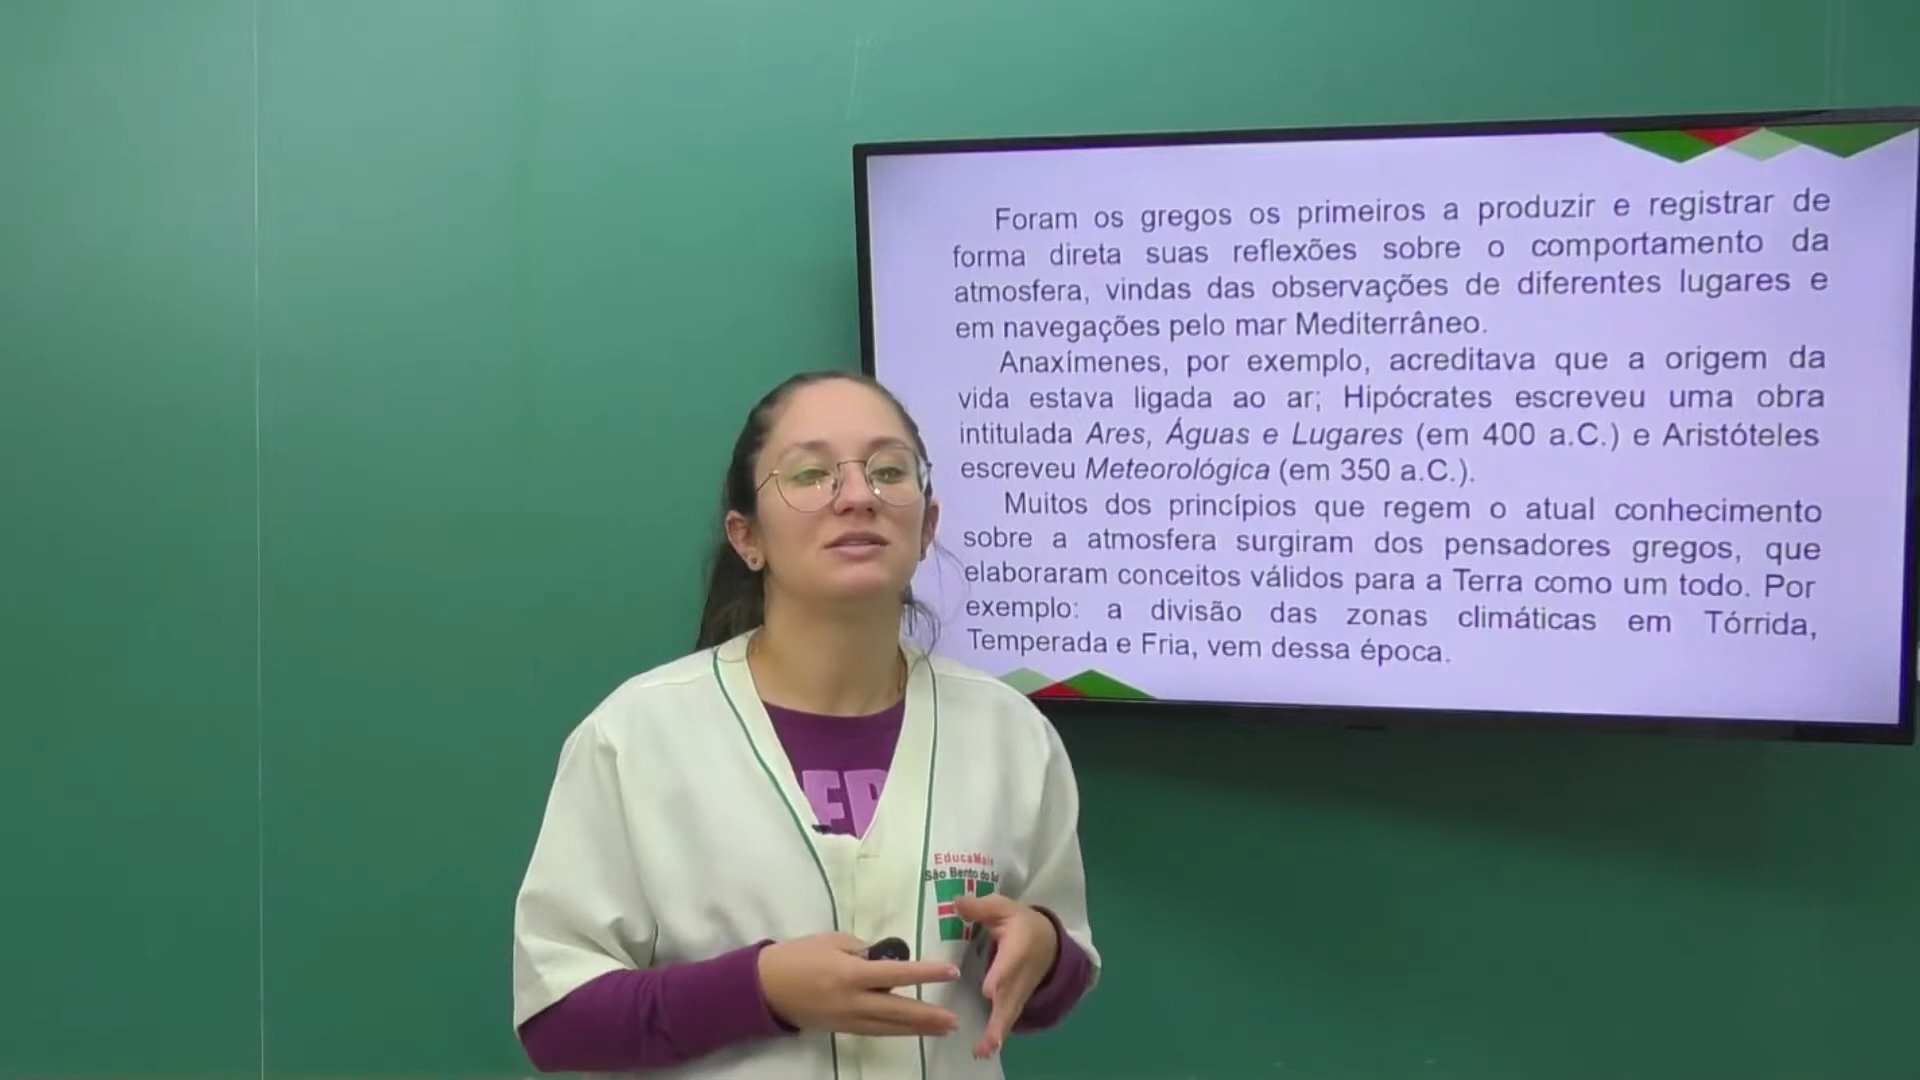 Foram os gregos os primeiros a produzir e registrar de
forma direta suas reflexões sobre o comportamento da
atmosfera, vindas das observações de diferentes lugares e
em navegações pelo mar Mediterrâneo.
Anaxímenes, por exemplo, acreditava que a origem da
vida estava ligada ao ar; Hipócrates escreveu uma obra
intitulada Ares, Águas e Lugares (em 400 a.C.) e Aristóteles
escreveu Meteorológica (em 350 a.C.).
Muitos dos princípios que regem o atual conhecimento
sobre a atmosfera surgiram dos pensadores gregos, que
elaboraram conceitos válidos para a Terra como um todo. Por
exemplo: a divisão das zonas climáticas em Tórrida,
Temperada e Fria, vem dessa época.
EducaMais
São Bento do Sul